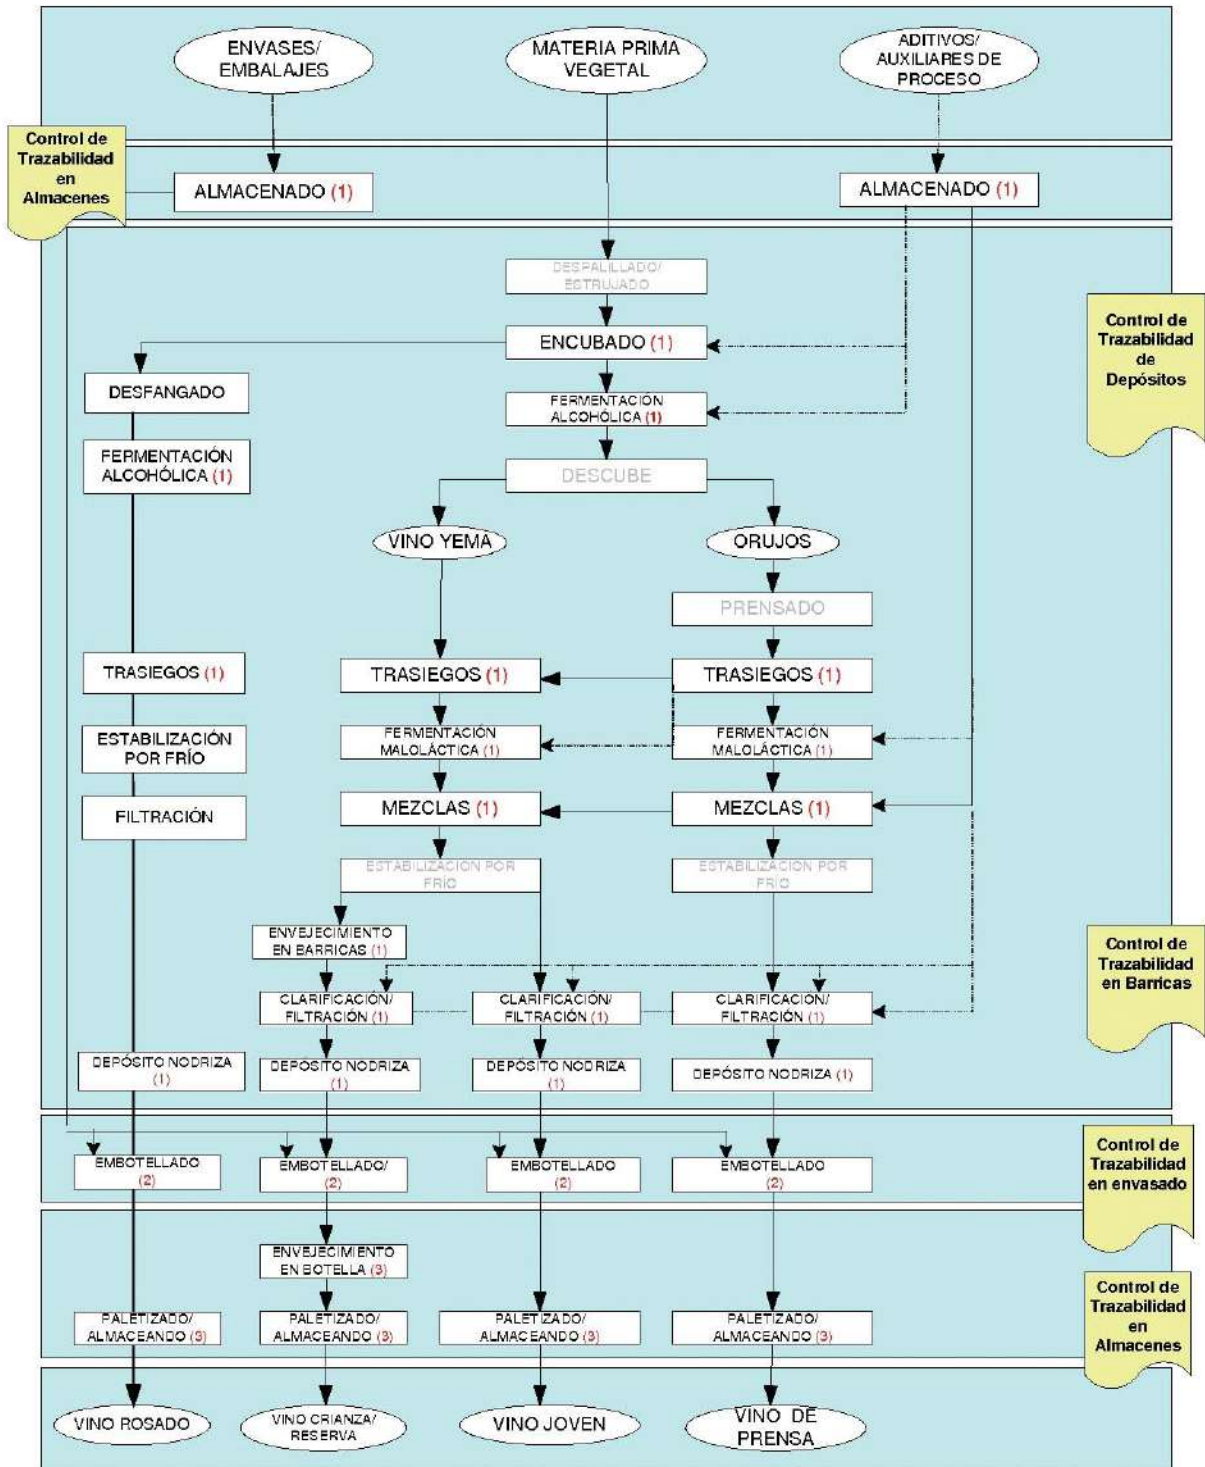 ENVASES/
EMBALAJES
MATERIA PRIMA
VEGETAL
ADITIVOS/
AUXILIARES DE
PROCESO
Control de
Trazabilidad
en
Almacenes
ALMACENADO (1)
ALMACENADO (1)
DESPALILLADO/
ESTRUJADO
Control de
Trazabilidad
de
Depósitos
ENCUBADO (1)
DESFANGADO
FERMENTACIÓN
ALCOHÓLICA (1)
FERMENTACIÓN
ALCOHÓLICA (1)
DESCUBE
VINO YEMA
ORUJOS
PRENSADO
TRASIEGOS (1)
TRASIEGOS (1)
TRASIEGOS (1)
ESTABILIZACIÓN
POR FRÍO
FERMENTACIÓN
MALOLÁCTICA (1)
FERMENTACIÓN
MALOLÁCTICA (1)
FILTRACIÓN
MEZCLAS (1)
MEZCLAS (1)
ESTABILIZACION POR
FRÍO
ESTABILIZACION POR
FRÍO
ENVEJECIMIENTO
EN BARRICAS (1)
Control de
Trazabilidad
en Barricas
CLARIFICACIÓN/
FILTRACIÓN (1)
CLARIFICACIÓN/
FILTRACIÓN (1)
CLARIFICACIÓN/
FILTRACIÓN (1)
DEPÓSITO NODRIZA
(1)
DEPÓSITO NODRIZA
(1)
DEPÓSITO NODRIZA
(1)
DEPÓSITO NODRIZA (1)
Control de
Trazabilidad
en envasado
EMBOTELLADO
(2)
EMBOTELLADO/
(2)
EMBOTELLADO
(2)
EMBOTELLADO
(2)
ENVEJECIMIENTO
EN BOTELLA (3)
Control de
Trazabilidad
en
Almacenes
PALETIZADO/
ALMACEANDO (3)
PALETIZADO/
ALMACEANDO (3)
PALETIZADO/
ALMACEANDO (3)
PALETIZADO/
ALMACEANDO (3)
VINO ROSADO
VINO CRIANZA/
RESERVA
VINO JOVEN
VINO DE
PRENSA